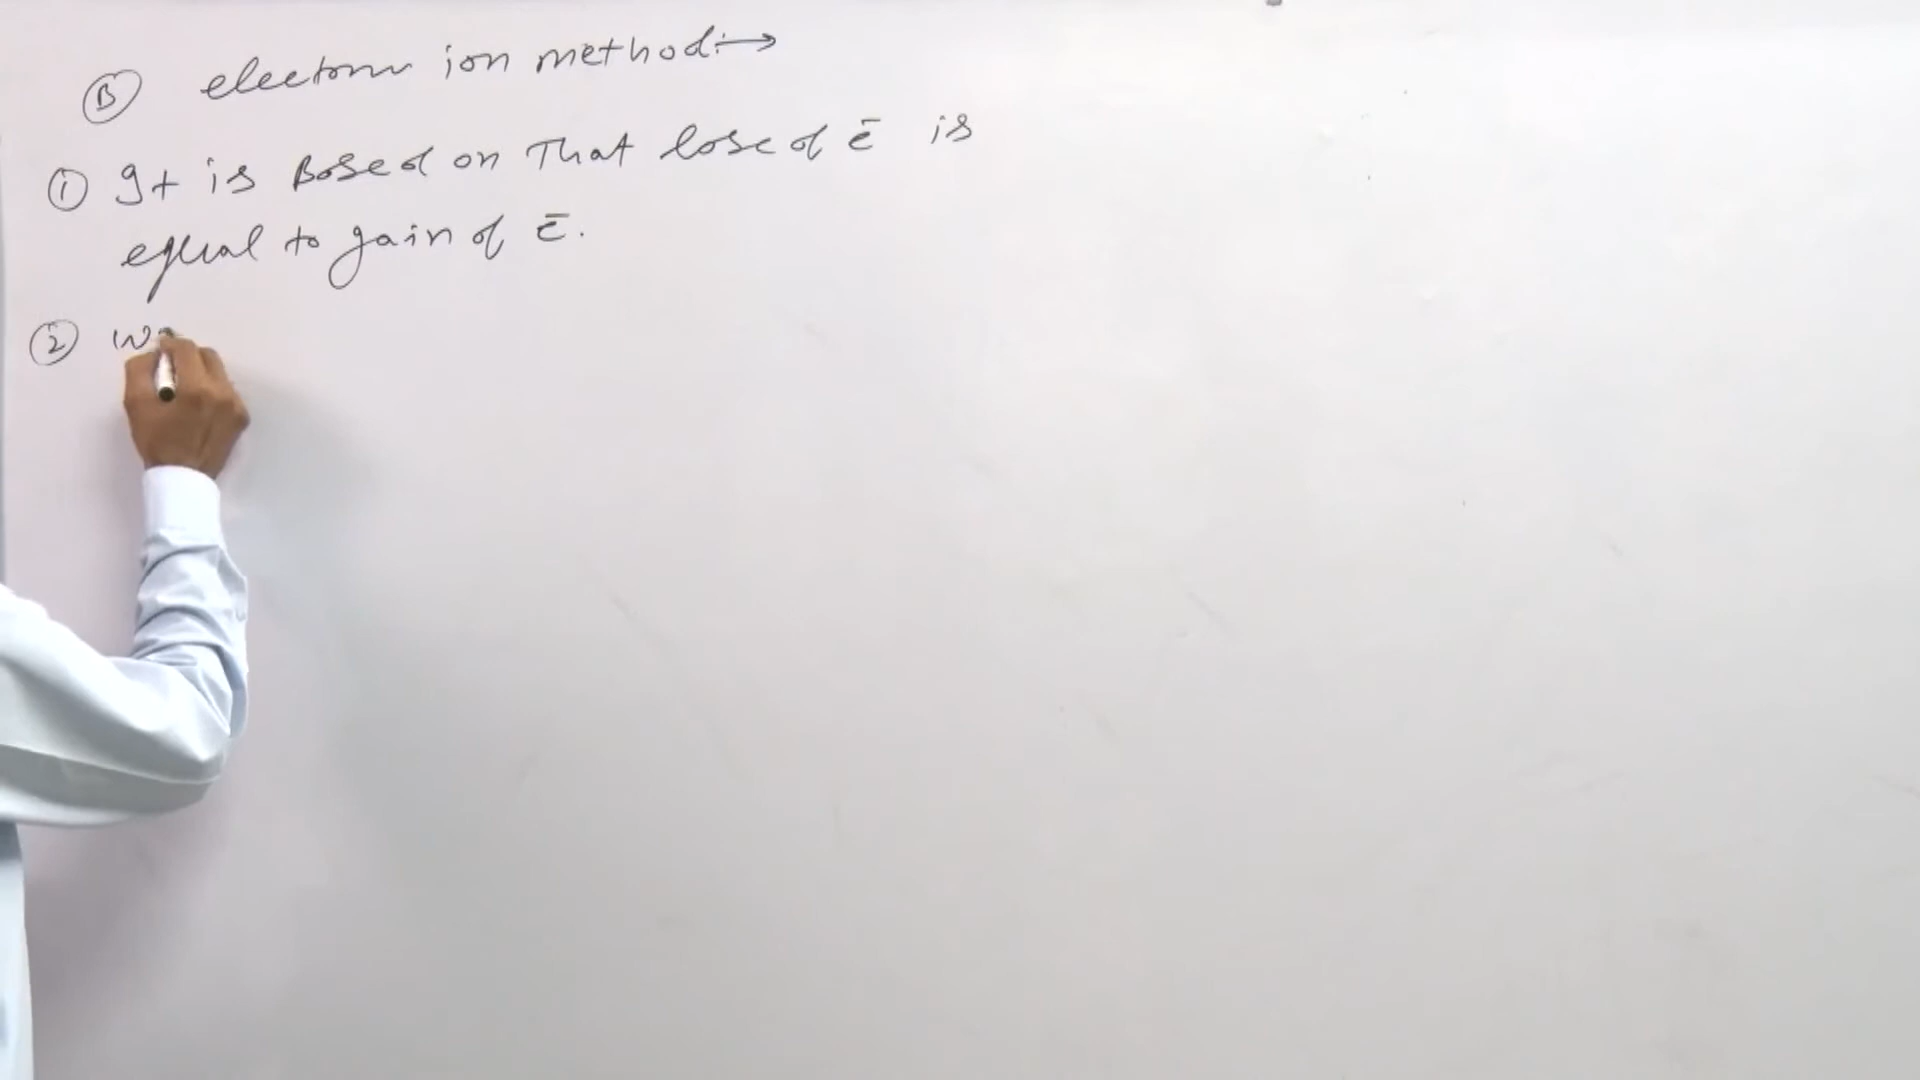 Ⓑ electron ion method:→
① It is Based on That lose of ē is
equal to gain of ē.
② w